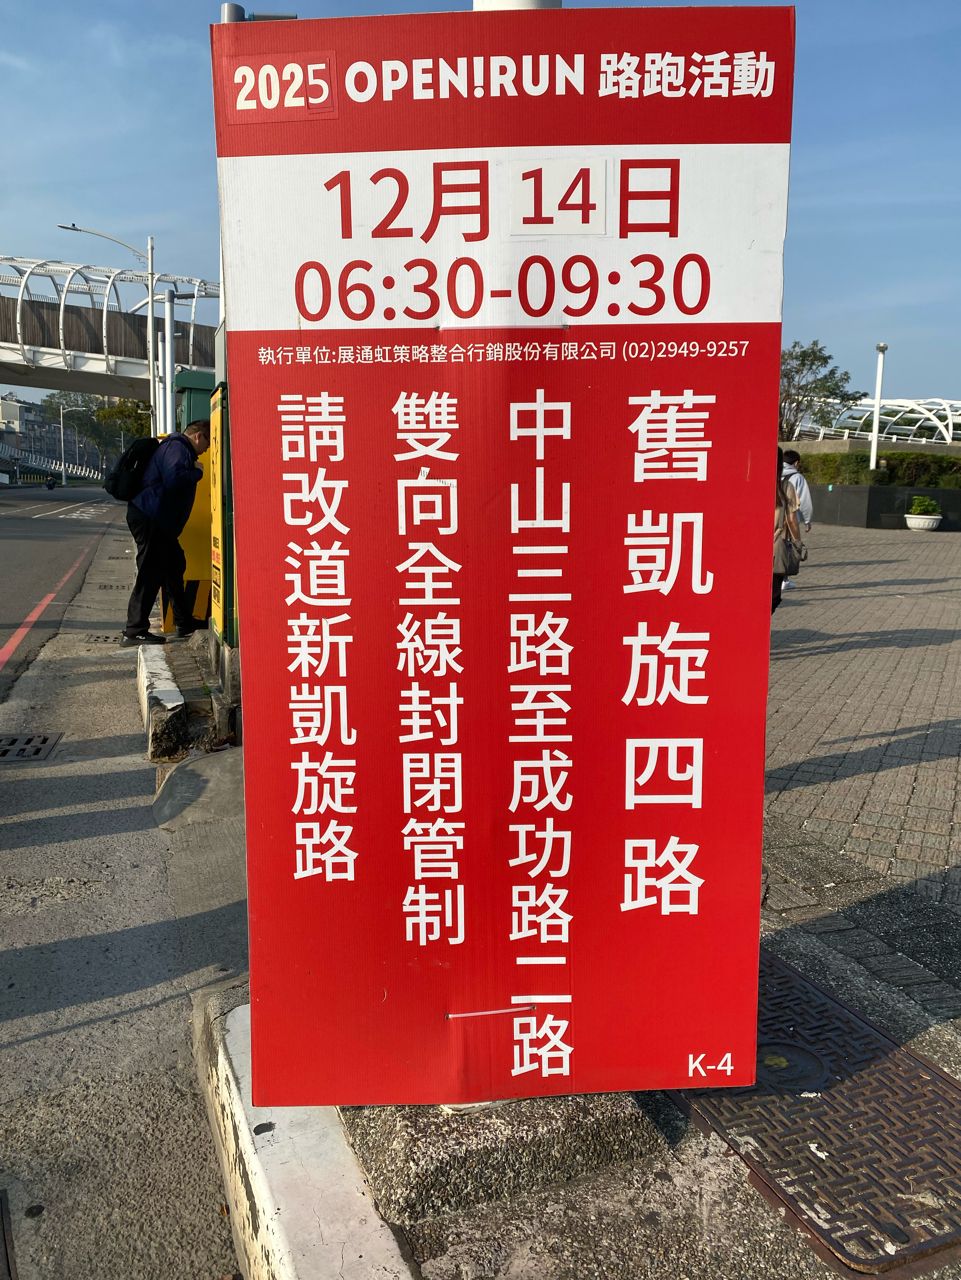 2025 OPEN!RUN 路跑活動
12月14日
06:30-09:30
執行單位:展通虹策略整合行銷股份有限公司 (02)2949-9257
舊凱旋四路
中山三路至成功路二路
雙向全線封閉管制
請改道新凱旋路
K-4